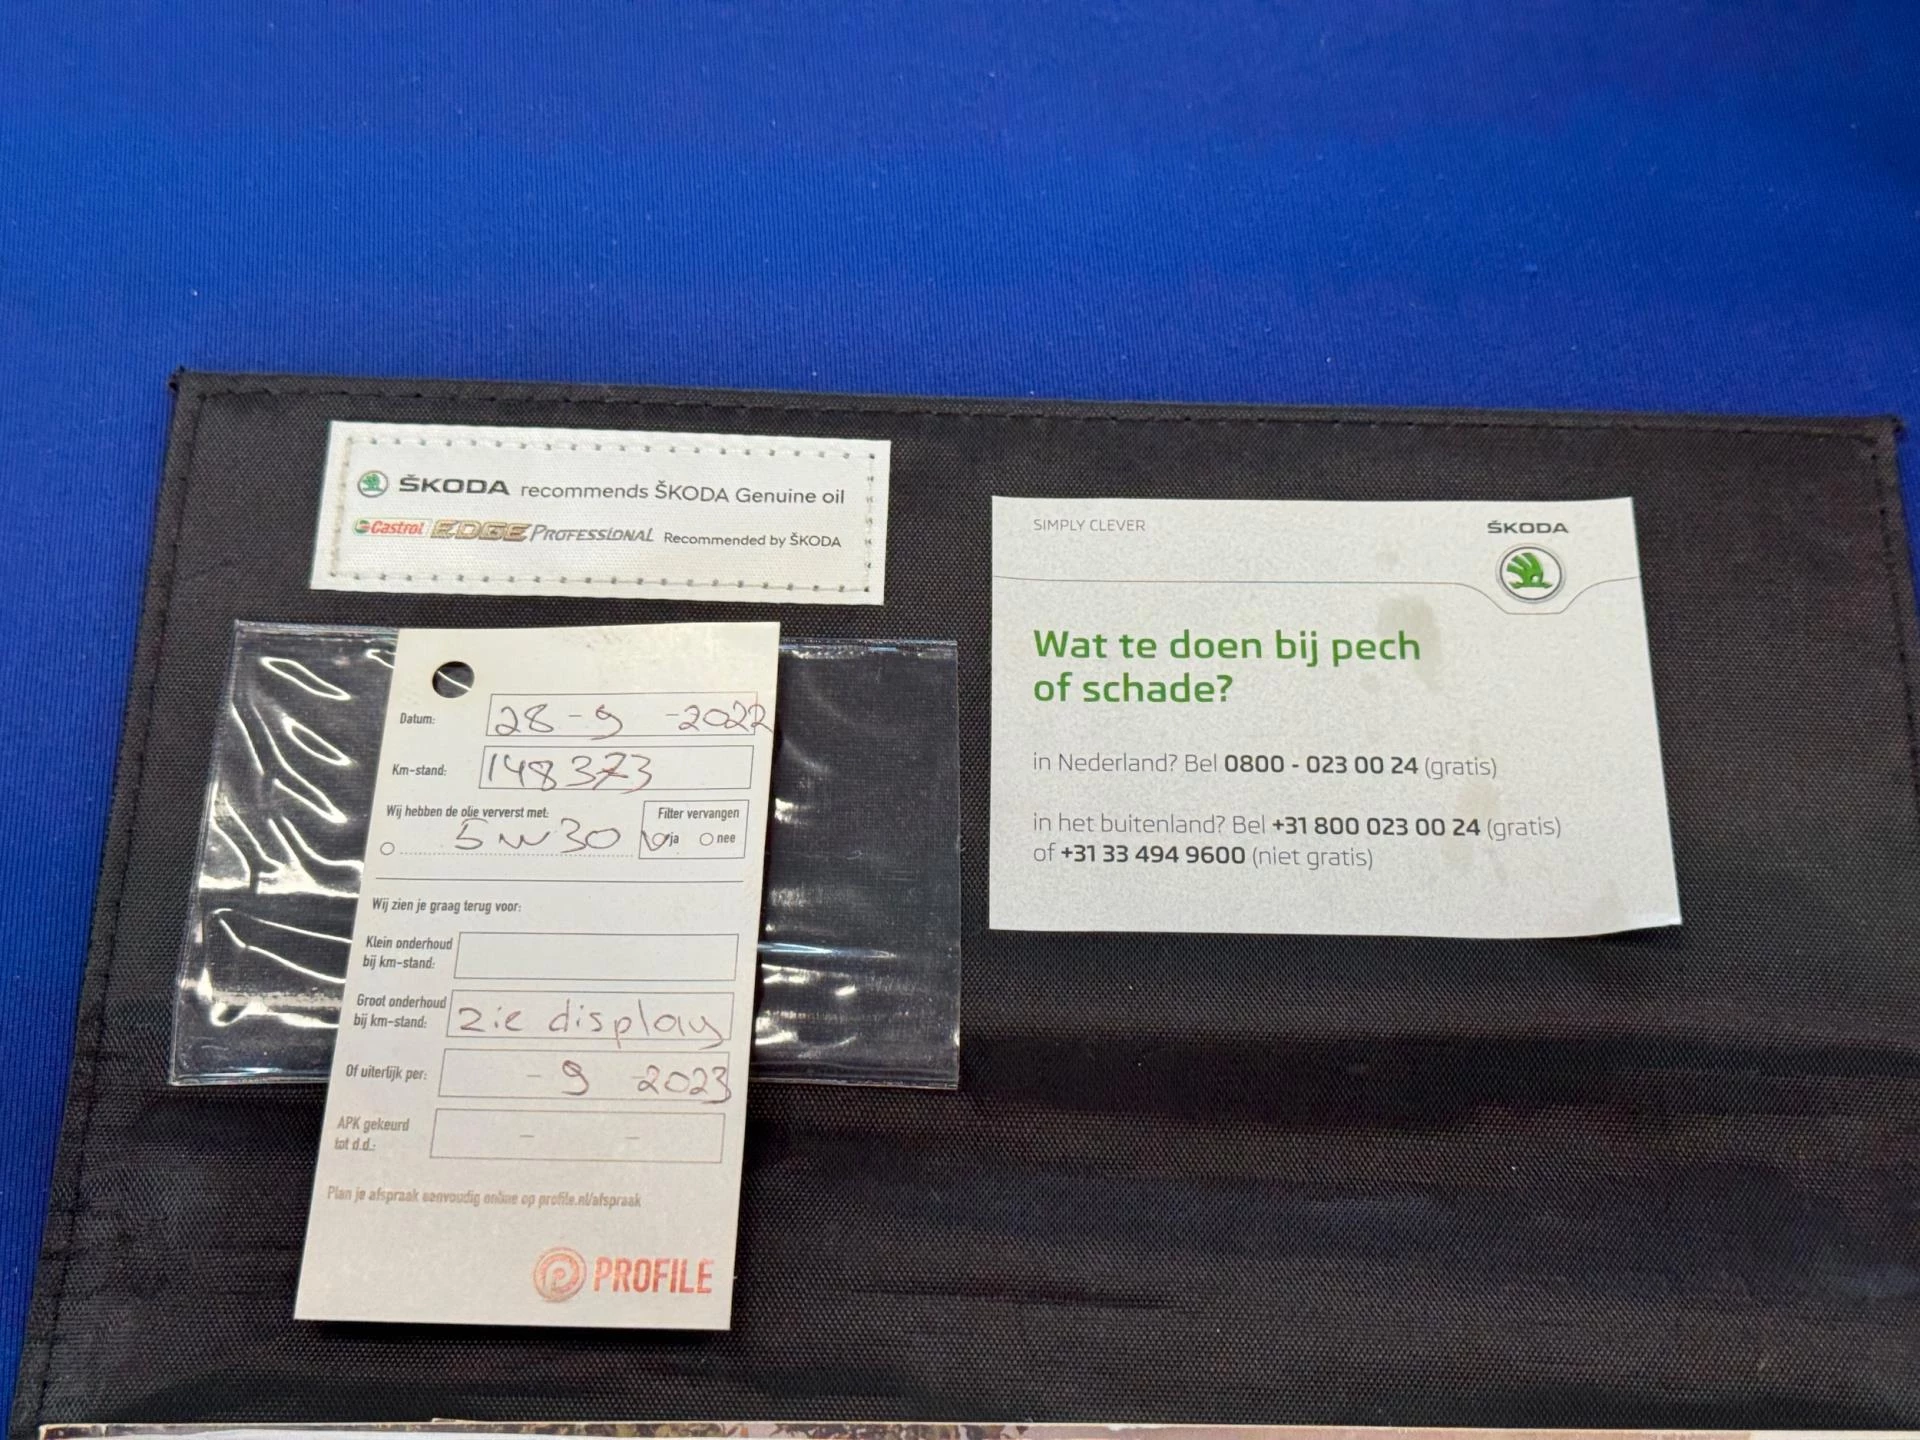 ŠKODA recommends ŠKODA Genuine oil
Castrol EDGE PROFESSIONAL Recommended by ŠKODA
Datum: 28-9-2022
Km-stand: 148373
Wij hebben de olie ververst met:
5w30
Filter vervangen
ja nee
Wij zien je graag terug voor:
Klein onderhoud
bij km-stand:
Groot onderhoud
bij km-stand: zie display
Of uiterlijk per: -9-2023
APK gekeurd
tot d.d.: - -
Plan je afspraak eenvoudig online op profile.nl/afspraak
PROFILE
SIMPLY CLEVER
ŠKODA
Wat te doen bij pech
of schade?
in Nederland? Bel 0800 - 023 00 24 (gratis)
in het buitenland? Bel +31 800 023 00 24 (gratis)
of +31 33 494 9600 (niet gratis)